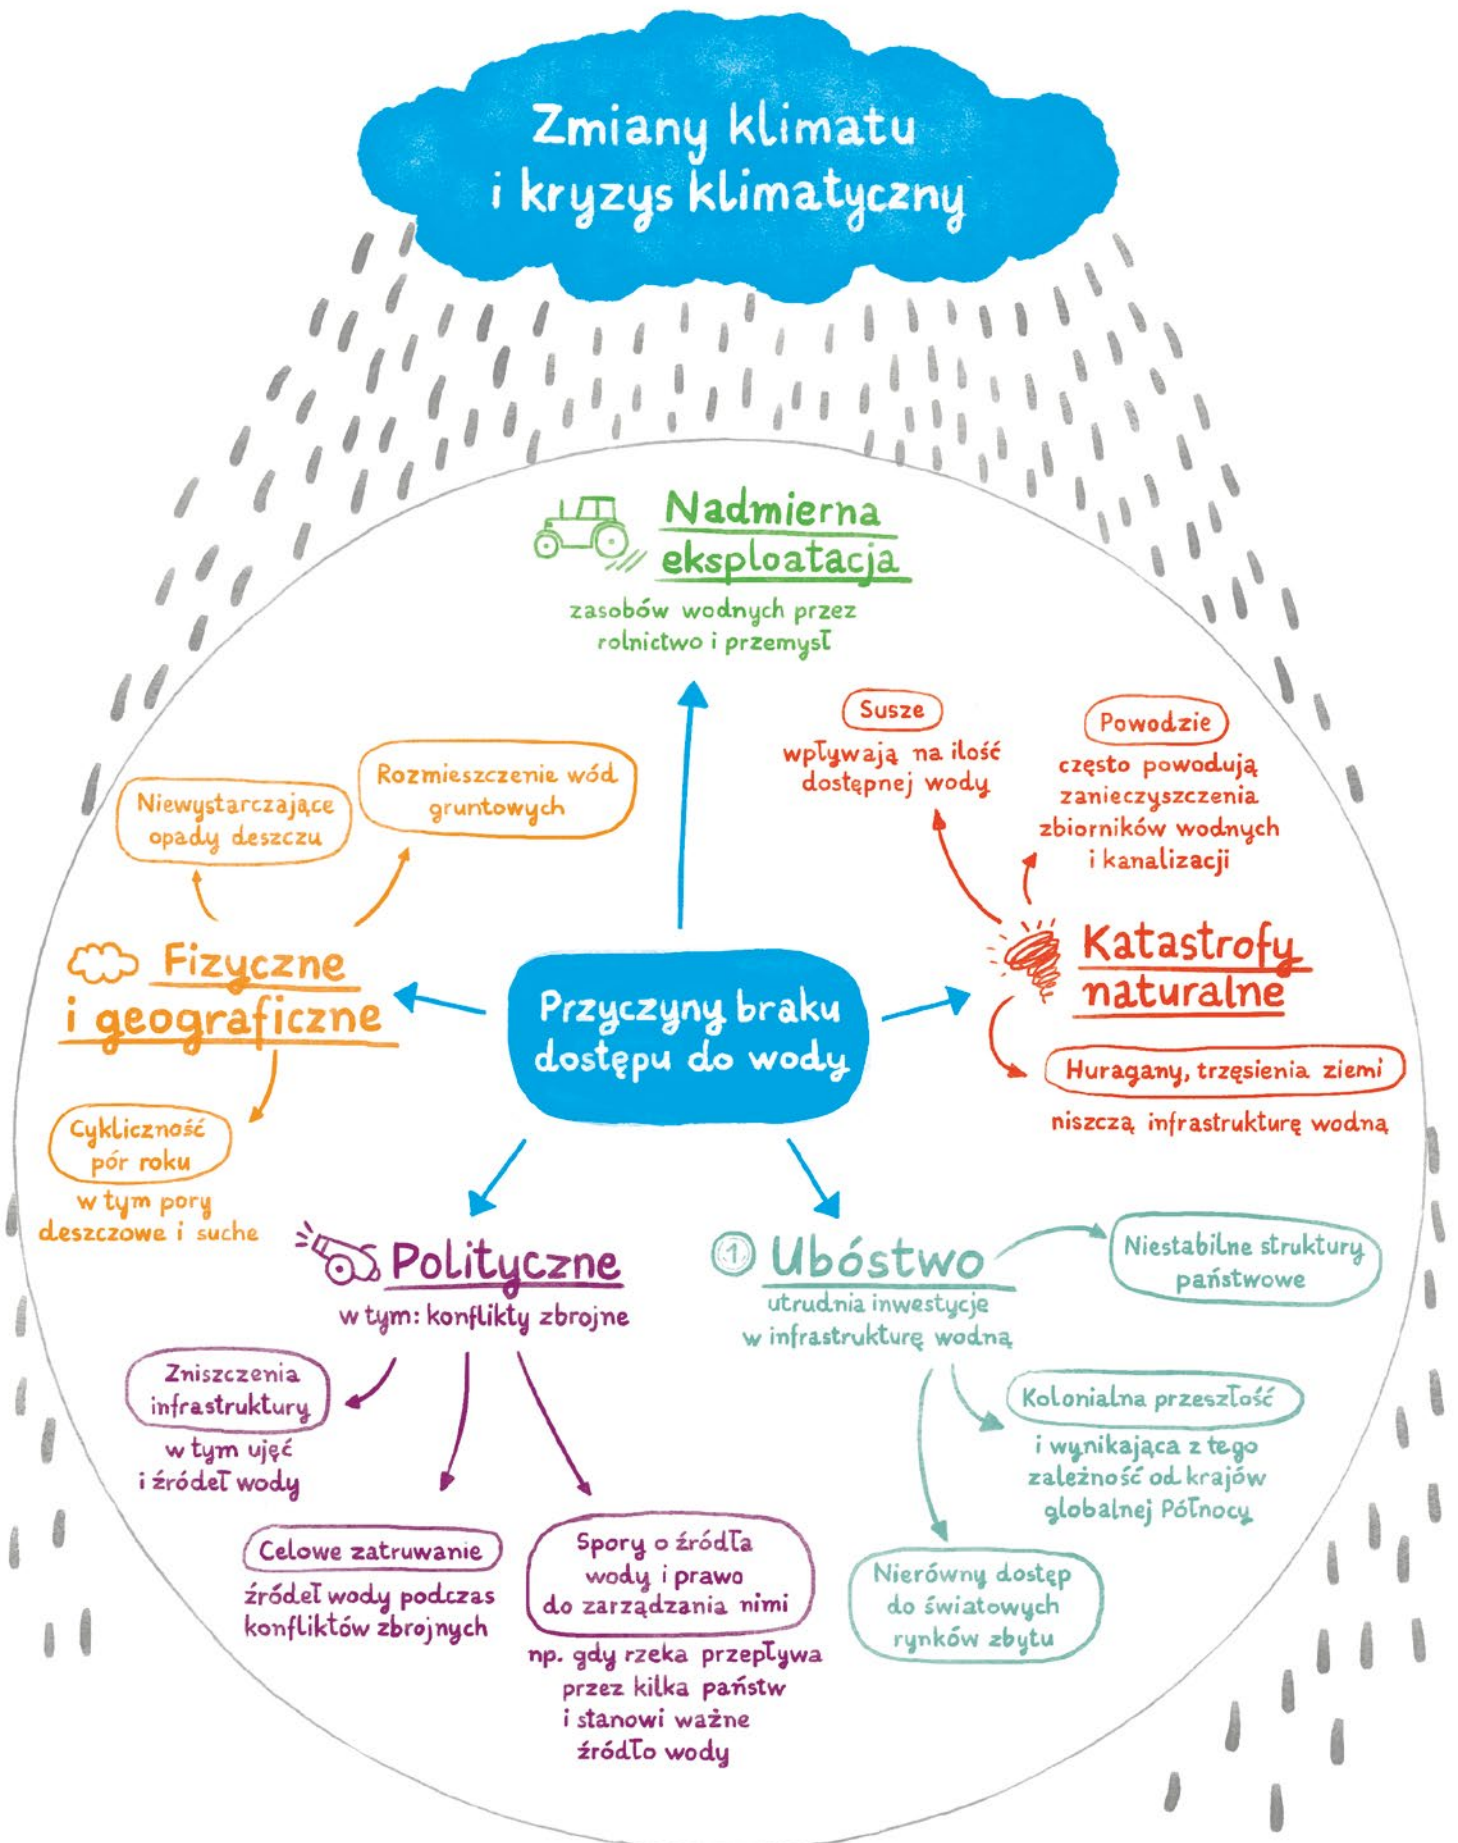 Zmiany klimatu
i kryzys klimatyczny
Nadmierna
eksploatacja
zasobów wodnych przez
rolnictwo i przemysł
Susze
wpływają na ilość
dostępnej wody
Powodzie
często powodują
zanieczyszczenia
zbiorników wodnych
i kanalizacji
Rozmieszczenie wód
gruntowych
Niewystarczające
opady deszczu
Fizyczne
i geograficzne
Cykliczność
pór roku
w tym pory
deszczowe i suche
Przyczyny braku
dostępu do wody
Katastrofy
naturalne
Huragany, trzęsienia ziemi
niszczą infrastrukturę wodną
Polityczne
w tym: konflikty zbrojne
Zniszczenia
infrastruktury
w tym ujęć
i źródeł wody
Celowe zatruwanie
źródeł wody podczas
konfliktów zbrojnych
Spory o źródła
wody i prawo
do zarządzania nimi
np. gdy rzeka przepływa
przez kilka państw
i stanowi ważne
źródło wody
1
Ubóstwo
utrudnia inwestycje
w infrastrukturę wodną
Niestabilne struktury
państwowe
Kolonialna przeszłość
i wynikająca z tego
zależność od krajów
globalnej Północy
Nierówny dostęp
do światowych
rynków zbytu